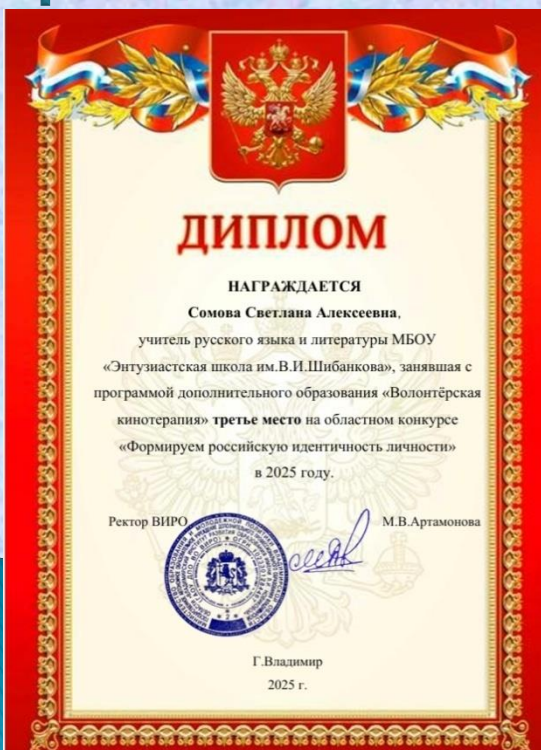 ДИПЛОМ
НАГРАЖДАЕТСЯ
Сомова Светлана Алексеевна,
учитель русского языка и литературы МБОУ
«Энтузиастская школа им.В.И.Шибанкова», занявшая с
программой дополнительного образования «Волонтёрская
кинотерапия» третье место на областном конкурсе
«Формируем российскую идентичность личности»
в 2025 году.
Ректор ВИРО М.В.Артамонова
Г.Владимир
2025 г.